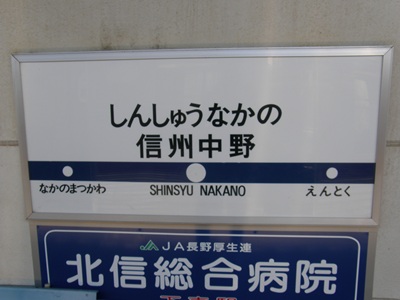 しんしゅうなかの
信州中野
なかのまつかわ
SHINSYU NAKANO
えんとく
JA長野厚生連
北信総合病院